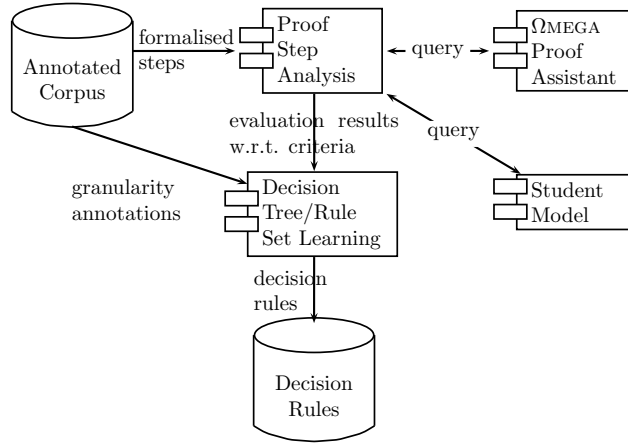 Annotated
Corpus
formalised
steps
Proof
Step
Analysis
query
ΩMEGA
Proof
Assistant
evaluation results
w.r.t. criteria
query
granularity
annotations
Decision
Tree/Rule
Set Learning
Student
Model
decision
rules
Decision
Rules